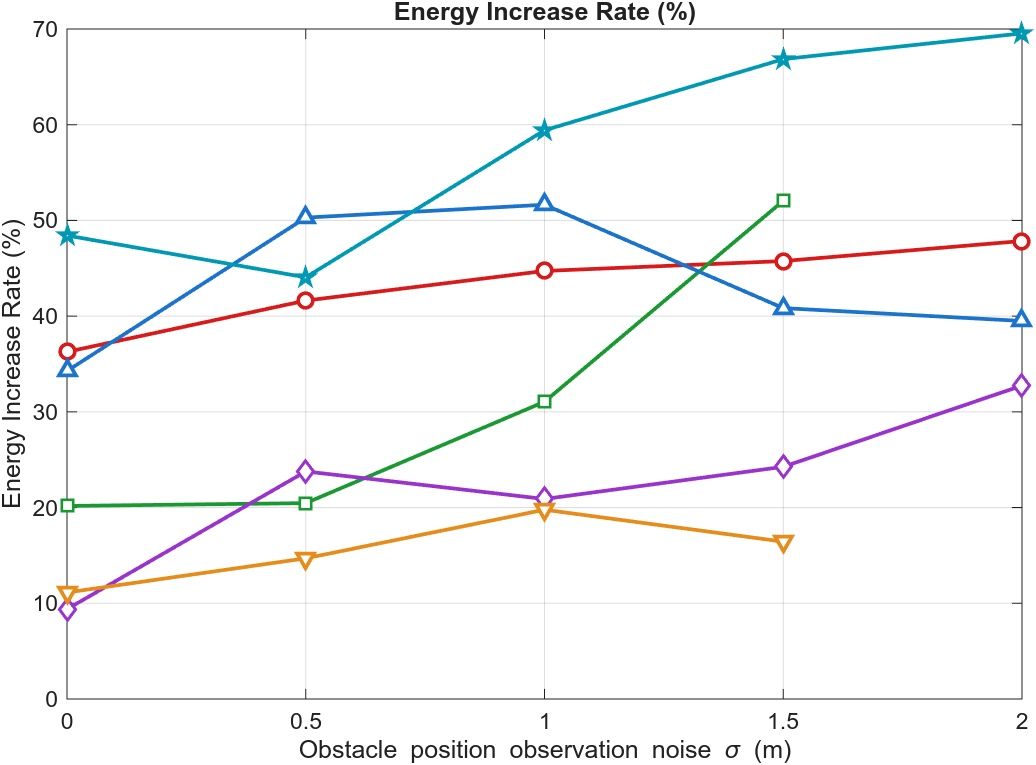 Energy Increase Rate (%)
70
60
50
40
30
20
10
0
Energy Increase Rate (%)
0 0.5 1 1.5 2
Obstacle position observation noise σ (m)